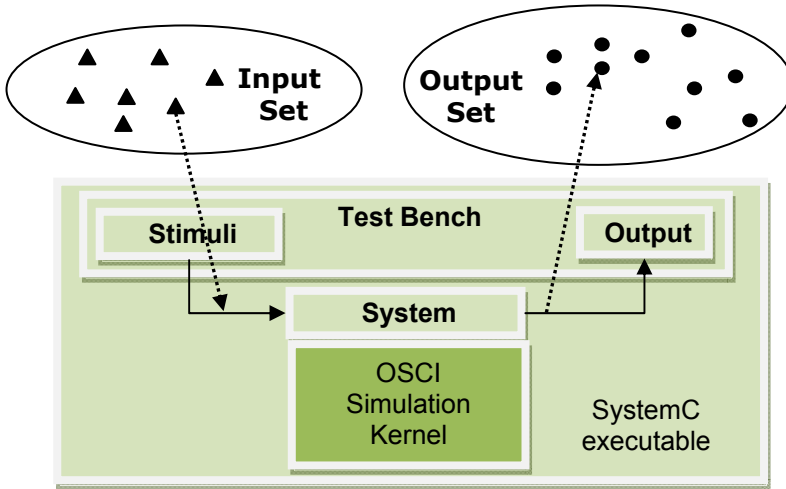 Input
Set
Output
Set
Test Bench
Stimuli
Output
System
OSCI
Simulation
Kernel
SystemC
executable